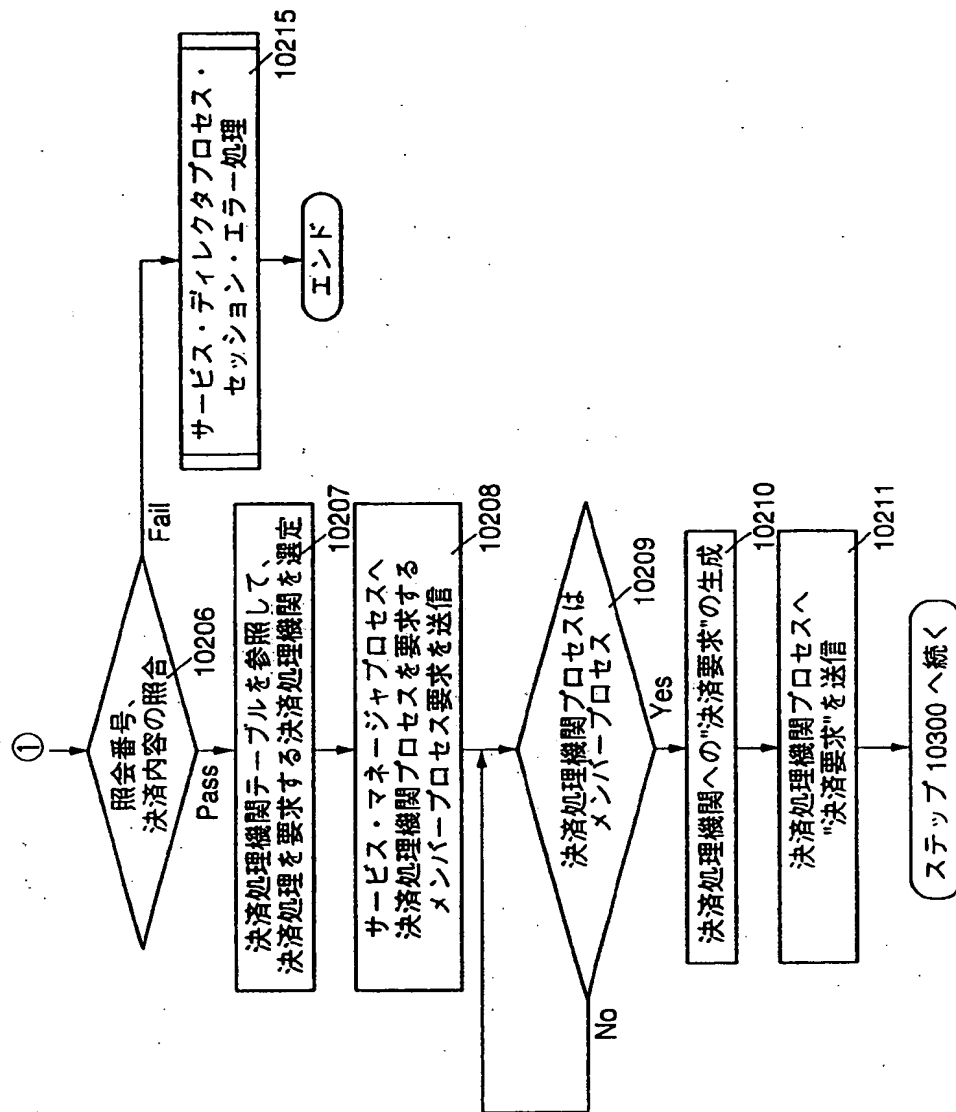 ①
照会番号、
決済内容の照合
10206
Fail
Pass
サービス・ディレクタプロセス・
セッション・エラー処理
10215
エンド
決済処理機関テーブルを参照して、
決済処理を要求する決済処理機関を選定
10207
サービス・マネージャプロセスへ
決済処理機関プロセスを要求する
メンバープロセス要求を送信
10208
決済処理機関プロセスは
メンバープロセス
10209
No
Yes
決済処理機関への"決済要求"の生成
10210
決済処理機関プロセスへ
"決済要求"を送信
10211
ステップ 10300 へ続く